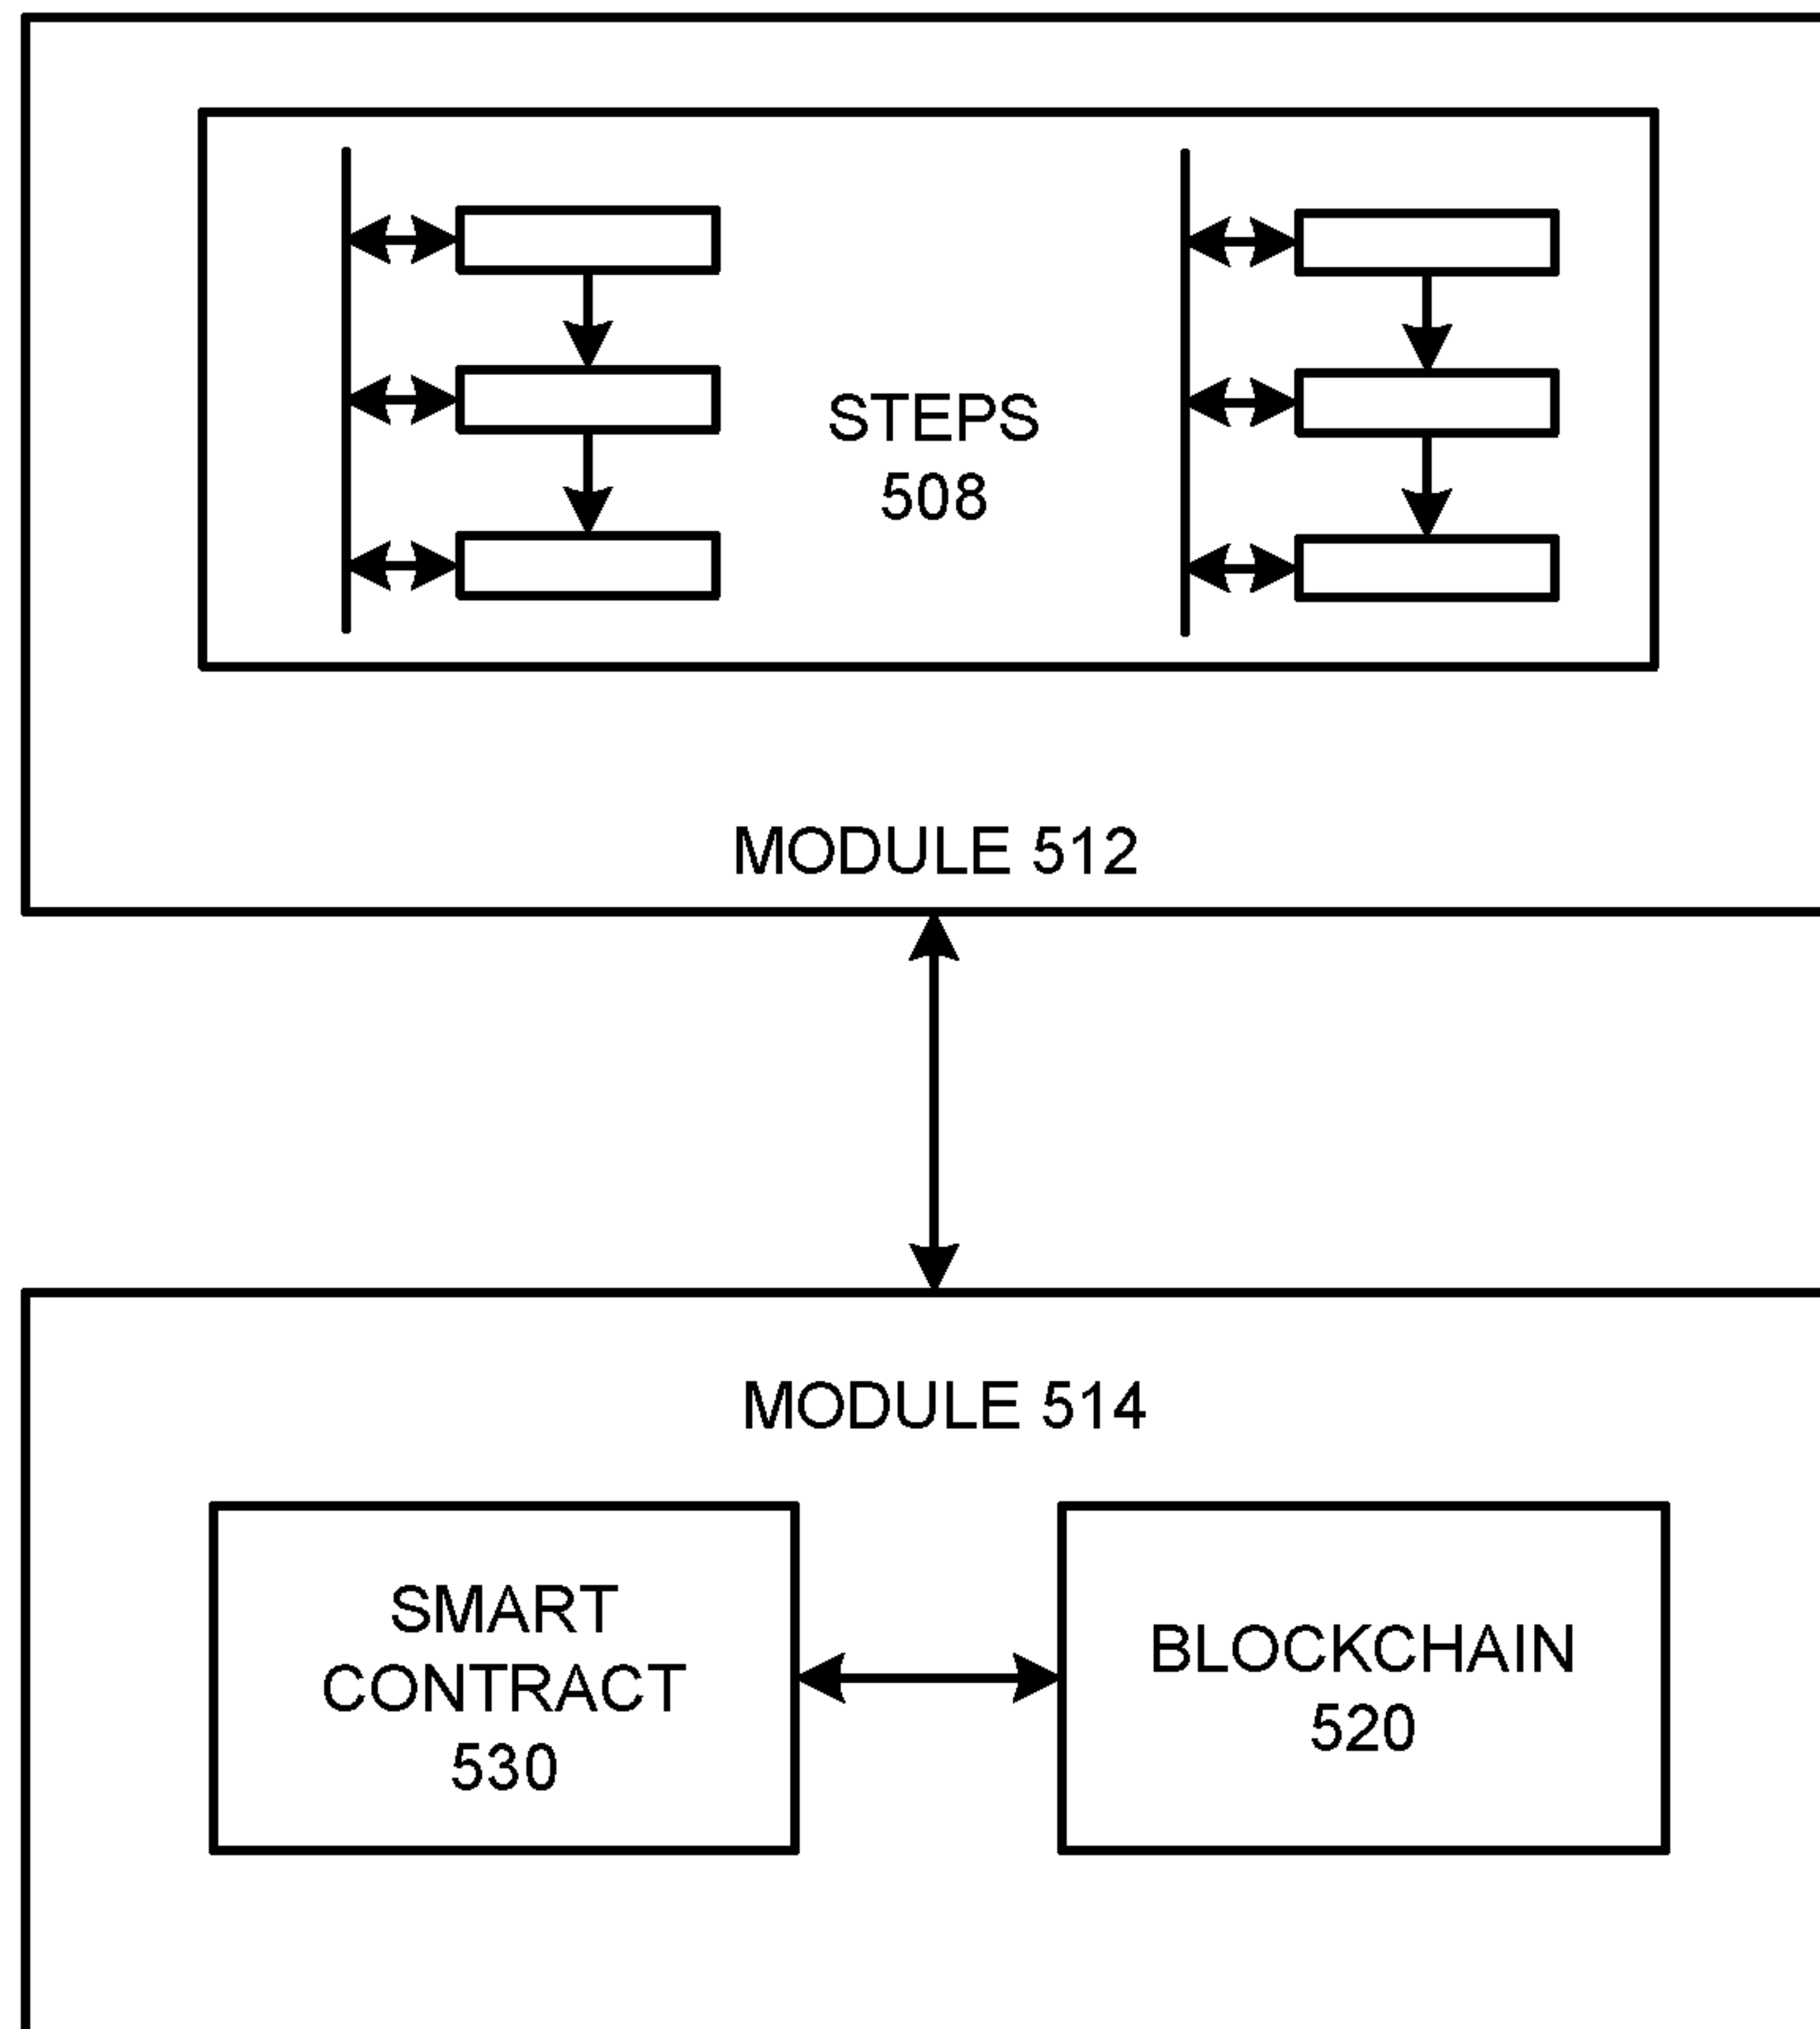 STEPS
508
MODULE 512
MODULE 514
SMART
CONTRACT
530
BLOCKCHAIN
520